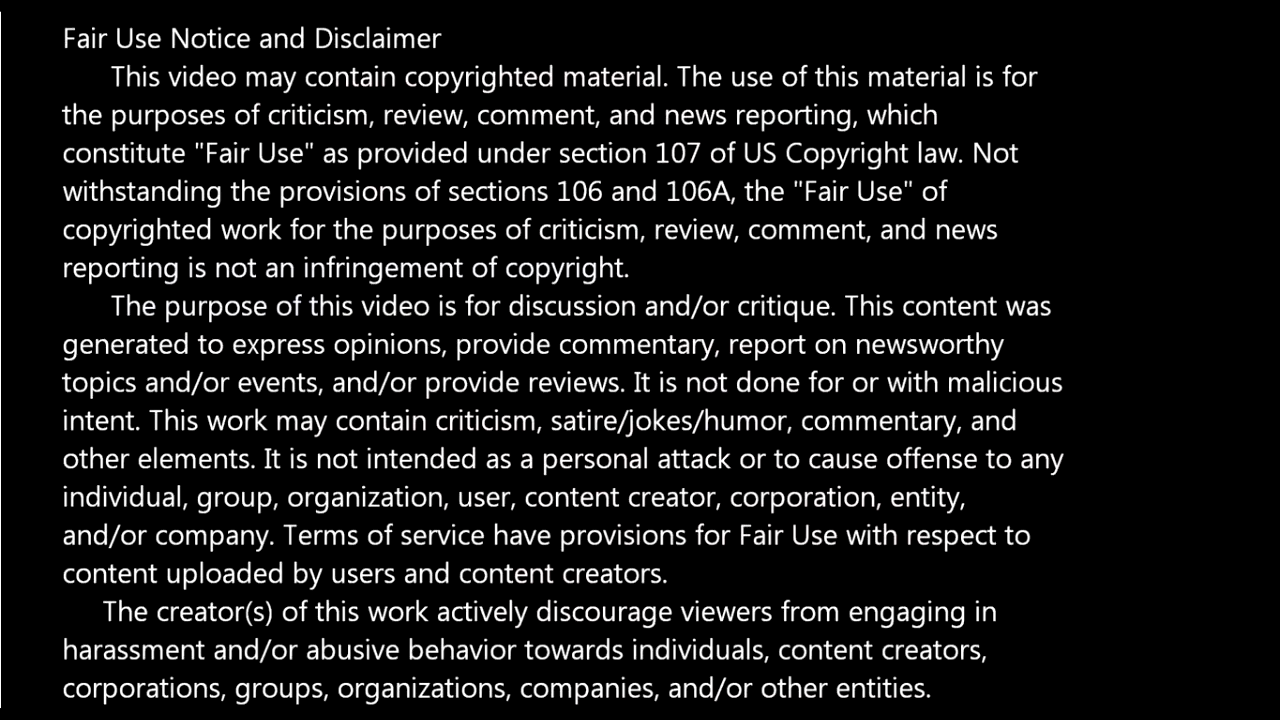 Fair Use Notice and Disclaimer
This video may contain copyrighted material. The use of this material is for
the purposes of criticism, review, comment, and news reporting, which
constitute "Fair Use" as provided under section 107 of US Copyright law. Not
withstanding the provisions of sections 106 and 106A, the "Fair Use" of
copyrighted work for the purposes of criticism, review, comment, and news
reporting is not an infringement of copyright.
The purpose of this video is for discussion and/or critique. This content was
generated to express opinions, provide commentary, report on newsworthy
topics and/or events, and/or provide reviews. It is not done for or with malicious
intent. This work may contain criticism, satire/jokes/humor, commentary, and
other elements. It is not intended as a personal attack or to cause offense to any
individual, group, organization, user, content creator, corporation, entity,
and/or company. Terms of service have provisions for Fair Use with respect to
content uploaded by users and content creators.
The creator(s) of this work actively discourage viewers from engaging in
harassment and/or abusive behavior towards individuals, content creators,
corporations, groups, organizations, companies, and/or other entities.